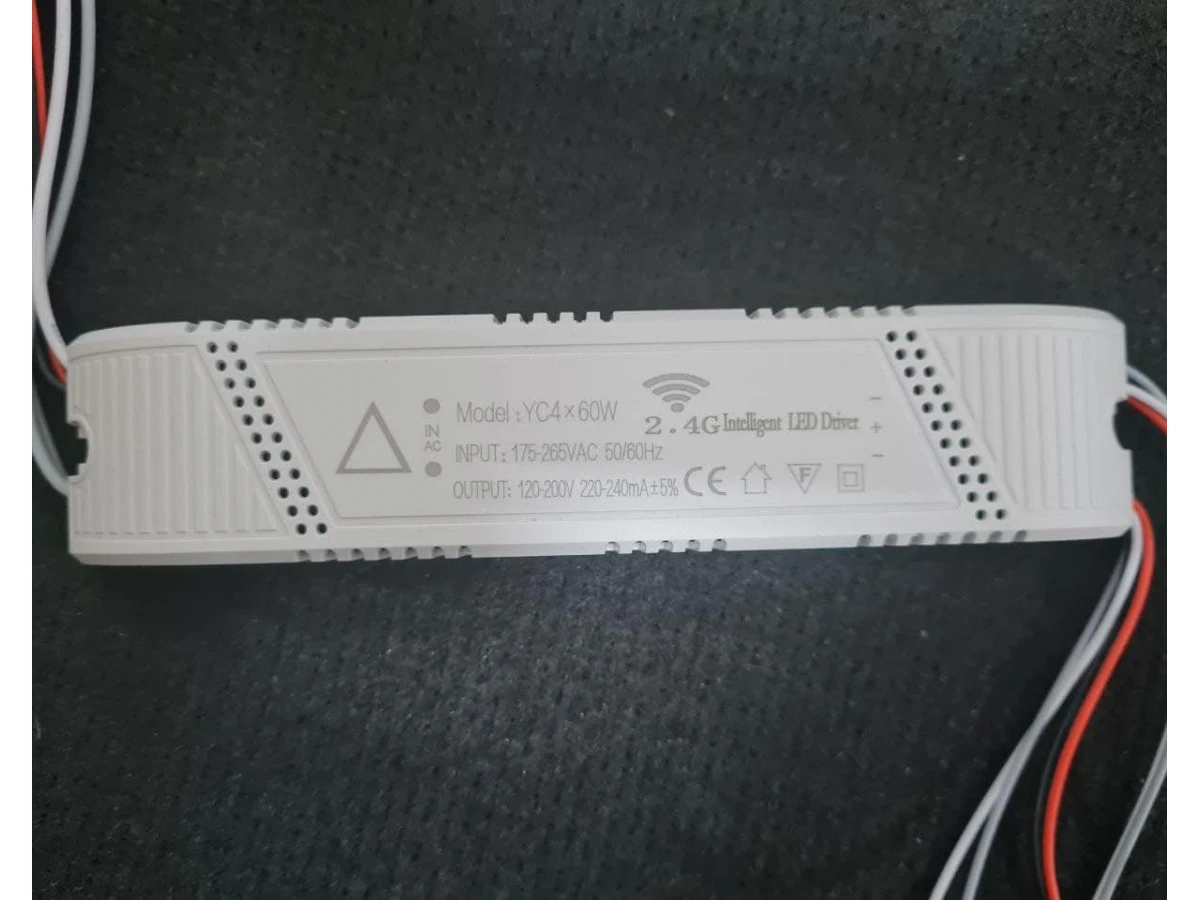 IN
AC
Model : YC4×60W
2.4G Intelligent LED Driver
INPUT: 175-265VAC 50/60Hz
OUTPUT: 120-200V 220-240mA±5% CE F
−
+
−